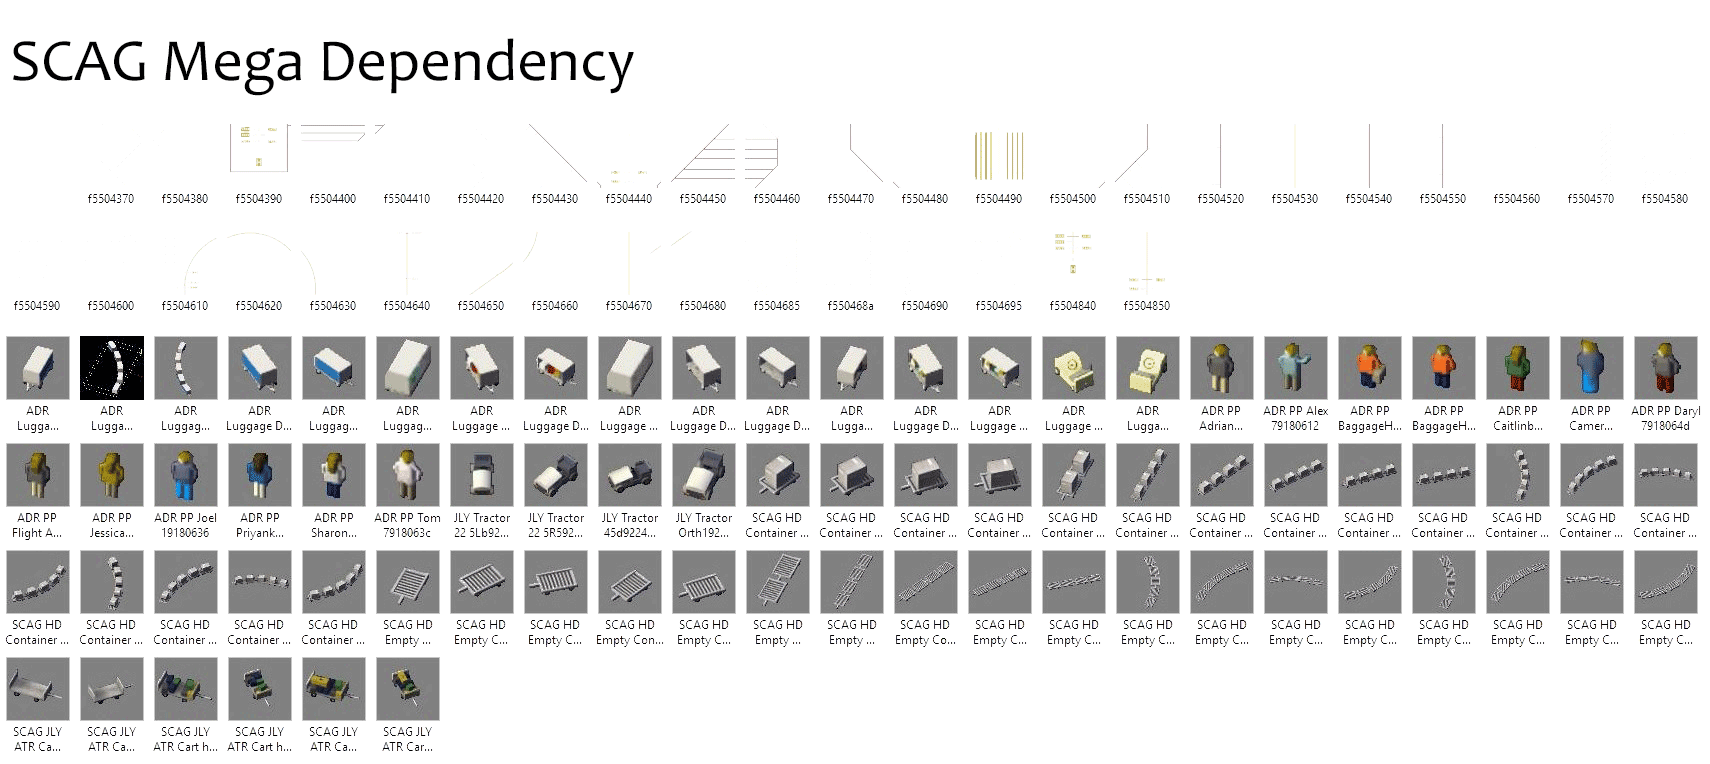 SCAG Mega Dependency
f5504370 f5504380 f5504390 f5504400 f5504410 f5504420 f5504430 f5504440 f5504450 f5504460 f5504470 f5504480 f5504490 f5504500 f5504510 f5504520 f5504530 f5504540 f5504550 f5504560 f5504570 f5504580
f5504590 f5504600 f5504610 f5504620 f5504630 f5504640 f5504650 f5504660 f5504670 f5504680 f5504685 f550468a f5504690 f5504695 f5504840 f5504850
ADR ADR ADR ADR ADR ADR ADR ADR ADR ADR ADR ADR ADR ADR ADR ADR ADR PP ADR PP Alex ADR PP ADR PP ADR PP ADR PP ADR PP Daryl
Lugga... Lugga... Luggag... Luggage D... Luggag... Luggag... Luggage ... Luggage D... Luggage ... Luggage D... Luggage D... Lugga... Luggage D... Luggage ... Luggage ... Lugga... Adrian... 79180612 BaggageH... BaggageH... Caitlinb... Camer... 7918064d
ADR PP ADR PP ADR PP Joel ADR PP ADR PP ADR PP Tom JLY Tractor JLY Tractor JLY Tractor JLY Tractor SCAG HD SCAG HD SCAG HD SCAG HD SCAG HD SCAG HD SCAG HD SCAG HD SCAG HD SCAG HD SCAG HD SCAG HD SCAG HD
Flight A... Jessica... 19180636 Priyank... Sharon... 7918063c 22 5Lb92... 22 5R592... 45d9224... Orth192... Container ... Container ... Container ... Container ... Container ... Container ... Container ... Container ... Container ... Container ... Container ... Container ... Container ...
SCAG HD SCAG HD SCAG HD SCAG HD SCAG HD SCAG HD SCAG HD SCAG HD SCAG HD SCAG HD SCAG HD SCAG HD SCAG HD SCAG HD SCAG HD SCAG HD SCAG HD SCAG HD SCAG HD SCAG HD SCAG HD SCAG HD SCAG HD
Container ... Container ... Container ... Container ... Container ... Empty ... Empty C... Empty C... Empty Con... Empty C... Empty ... Empty ... Empty Co... Empty C... Empty C... Empty C... Empty C... Empty C... Empty C... Empty C... Empty C... Empty C... Empty C...
SCAG JLY SCAG JLY SCAG JLY SCAG JLY SCAG JLY SCAG JLY
ATR Ca... ATR Ca... ATR Cart h... ATR Cart h... ATR Ca... ATR Car...